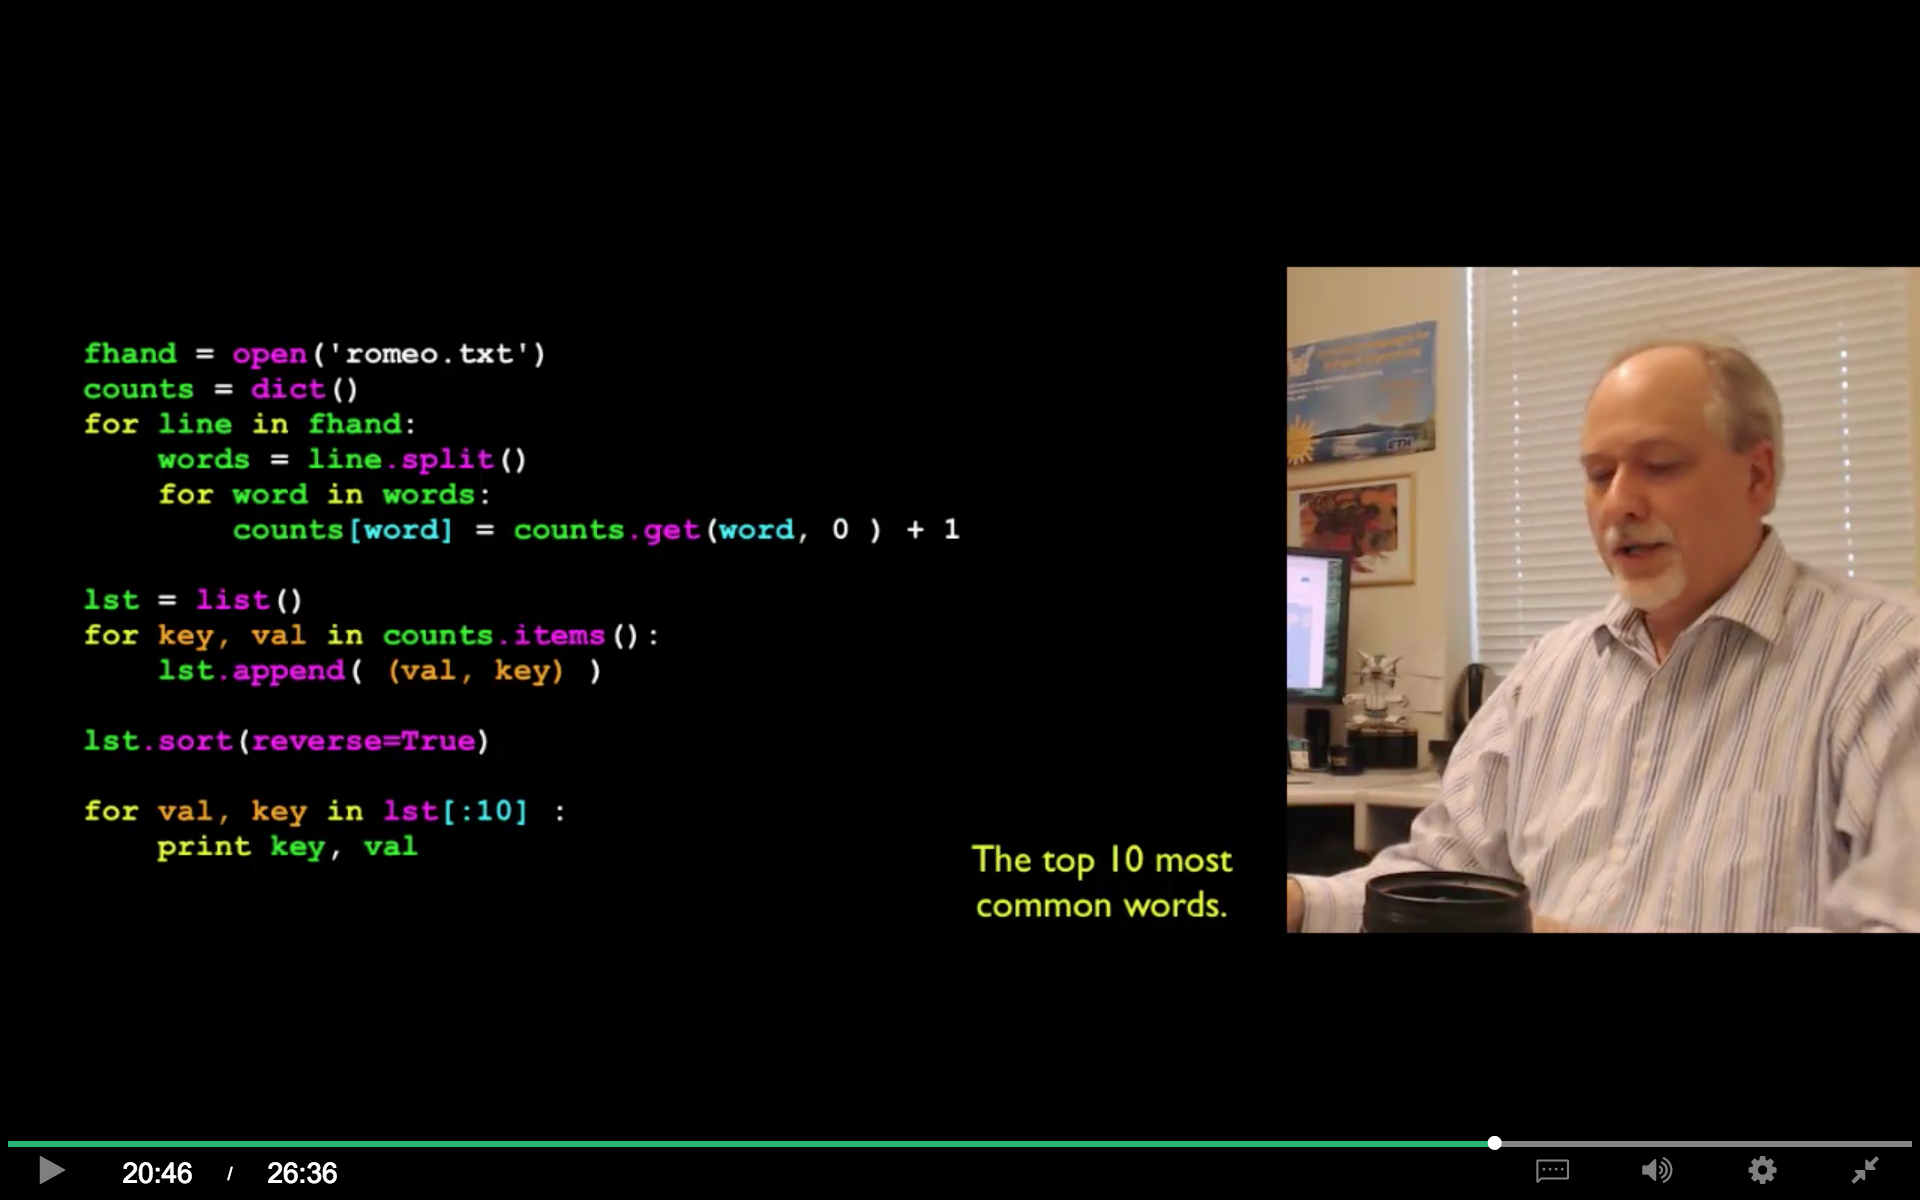 fhand = open('romeo.txt')
counts = dict()
for line in fhand:
    words = line.split()
    for word in words:
        counts[word] = counts.get(word, 0 ) + 1

lst = list()
for key, val in counts.items():
    lst.append( (val, key) )

lst.sort(reverse=True)

for val, key in lst[:10] :
    print key, val
The top 10 most
common words.
ETH
20:46 / 26:36